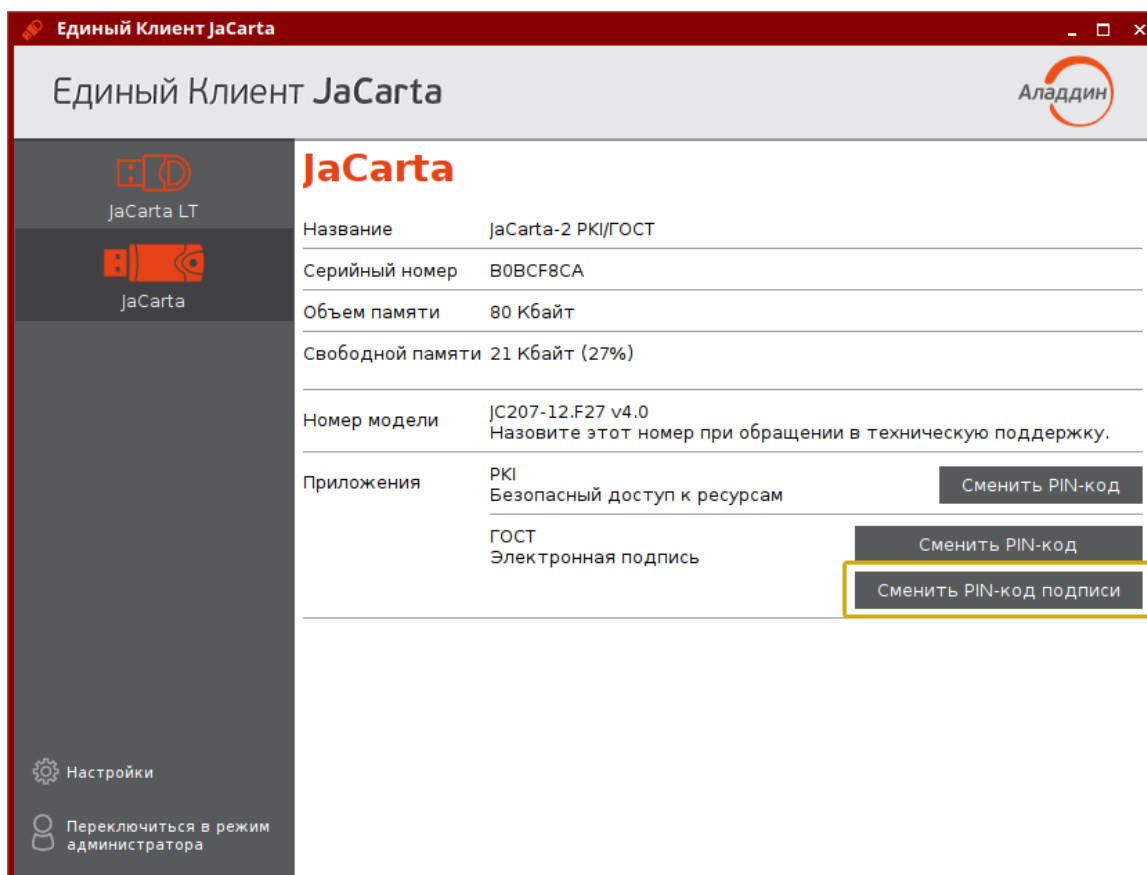 Единый Клиент JaCarta
Единый Клиент JaCarta
Аладдин
JaCarta LT
JaCarta
JaCarta
Название JaCarta-2 PKI/ГОСТ
Серийный номер B0BCF8CA
Объем памяти 80 Кбайт
Свободной памяти 21 Кбайт (27%)
Номер модели JC207-12.F27 v4.0
Назовите этот номер при обращении в техническую поддержку.
Приложения PKI
Безопасный доступ к ресурсам
Сменить PIN-код
ГОСТ
Электронная подпись
Сменить PIN-код
Сменить PIN-код подписи
Настройки
Переключиться в режим
администратора